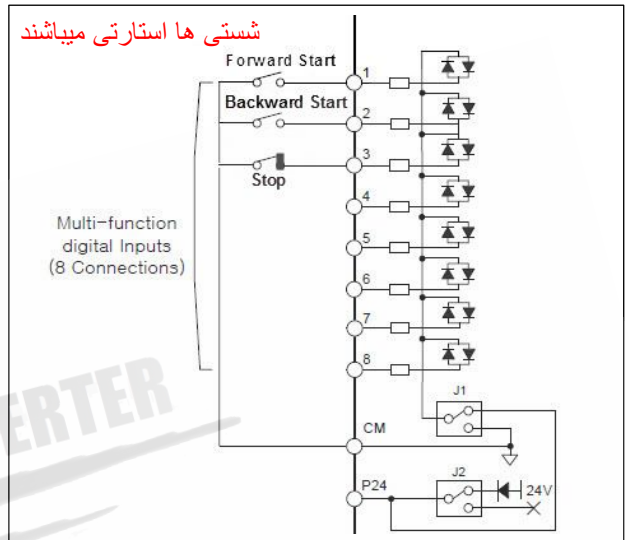 شستی ها استارتی میباشند
Forward Start
1
Backward Start
2
3
Stop
4
Multi-function
digital Inputs
(8 Connections)
5
6
7
8
J1
CM
J2
P24
24V
ERTER